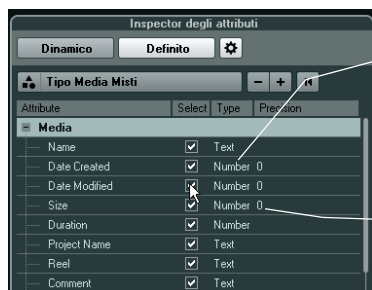 Inspector degli attributi
Dinamico Definito
Tipo Media Misti − +
Attribute Select Type Precision
Media
Name Text
Date Created Number 0
Date Modified Number 0
Size Number 0
Duration Number
Project Name Text
Reel Text
Comment Text